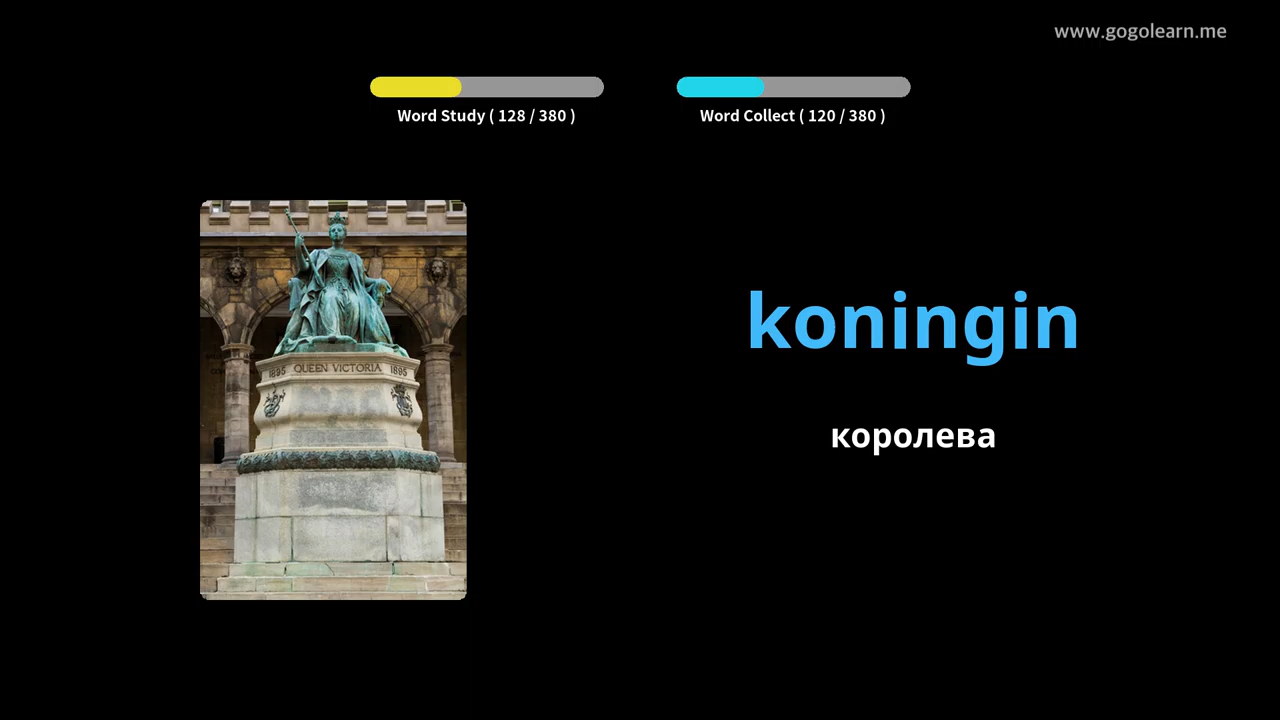 www.gogolearn.me
Word Study ( 128 / 380 )
Word Collect ( 120 / 380 )
1895 QUEEN VICTORIA 1895
koningin
королева